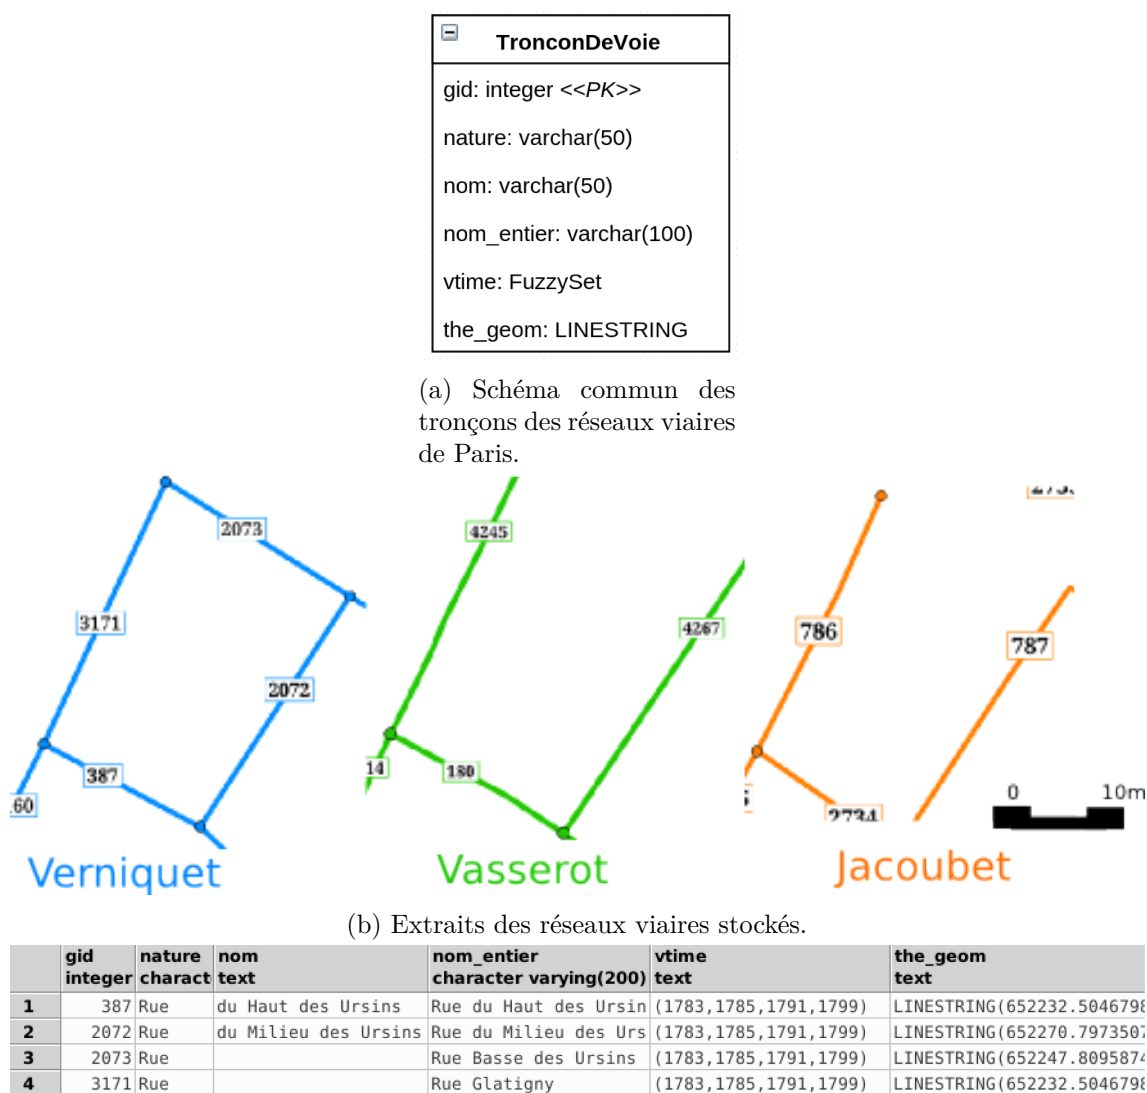 TronconDeVoie
gid: integer <<PK>>
nature: varchar(50)
nom: varchar(50)
nom_entier: varchar(100)
vtime: FuzzySet
the_geom: LINESTRING
(a) Schéma commun des
tronçons des réseaux viaires
de Paris.
2073
3171
2072
387
60
Verniquet
4245
4267
14
180
Vasserot
786
787
2734
0 10m
Jacoubet
(b) Extraits des réseaux viaires stockés.
gid nature nom nom_entier vtime the_geom
integer charact text character varying(200) text text
1 387 Rue du Haut des Ursins Rue du Haut des Ursin (1783,1785,1791,1799) LINESTRING(652232.5046798
2 2072 Rue du Milieu des Ursins Rue du Milieu des Urs (1783,1785,1791,1799) LINESTRING(652270.7973507
3 2073 Rue Rue Basse des Ursins (1783,1785,1791,1799) LINESTRING(652247.8095874
4 3171 Rue Rue Glatigny (1783,1785,1791,1799) LINESTRING(652232.5046798